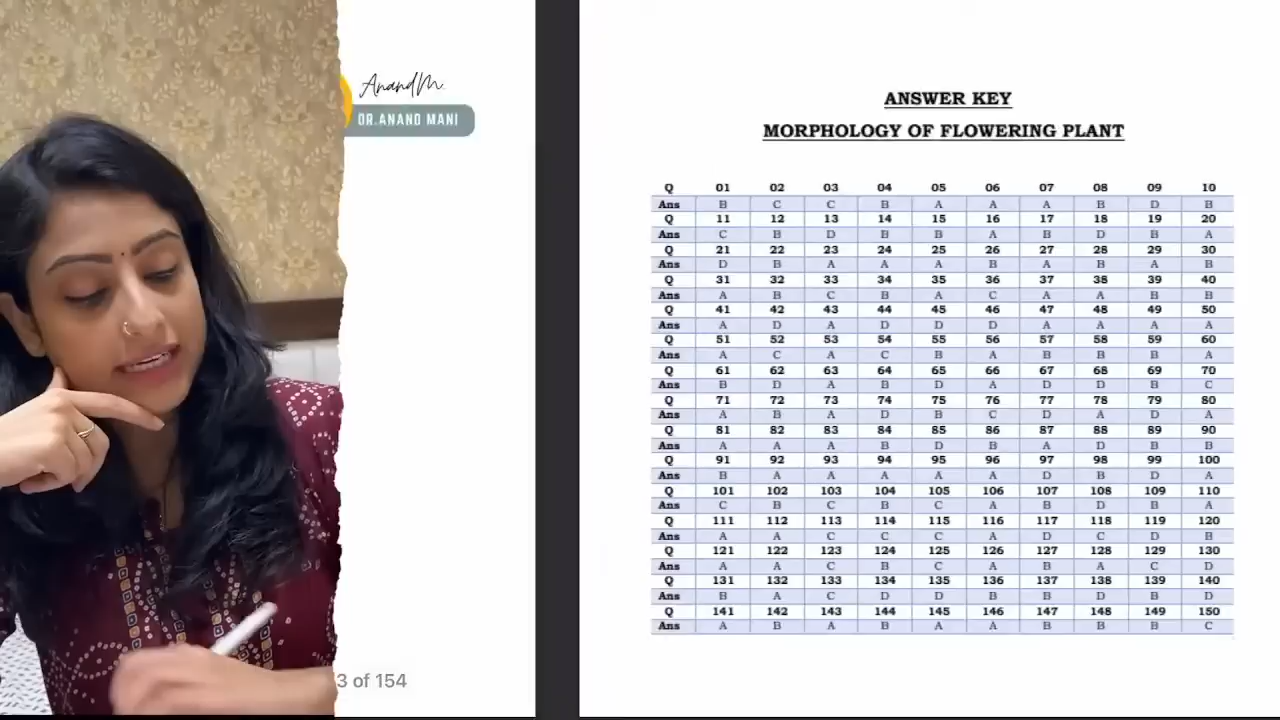 AnandM.
DR.ANAND MANI
3 of 154
ANSWER KEY
MORPHOLOGY OF FLOWERING PLANT
Q 01 02 03 04 05 06 07 08 09 10
Ans B C C B A A A B D B
Q 11 12 13 14 15 16 17 18 19 20
Ans C B D B B A B D B A
Q 21 22 23 24 25 26 27 28 29 30
Ans D B A A A B A B A B
Q 31 32 33 34 35 36 37 38 39 40
Ans A B C B A C A A B B
Q 41 42 43 44 45 46 47 48 49 50
Ans A D A D D D A A A A
Q 51 52 53 54 55 56 57 58 59 60
Ans A C A C B A B B B A
Q 61 62 63 64 65 66 67 68 69 70
Ans B D A B D A D D B C
Q 71 72 73 74 75 76 77 78 79 80
Ans A B A D B C D A D A
Q 81 82 83 84 85 86 87 88 89 90
Ans A A A B D B A D B B
Q 91 92 93 94 95 96 97 98 99 100
Ans B A A A A A D B D A
Q 101 102 103 104 105 106 107 108 109 110
Ans C B C B C A B D B A
Q 111 112 113 114 115 116 117 118 119 120
Ans A A C C C A D C D B
Q 121 122 123 124 125 126 127 128 129 130
Ans A A C B C A B A C D
Q 131 132 133 134 135 136 137 138 139 140
Ans B A C D D B B D B D
Q 141 142 143 144 145 146 147 148 149 150
Ans A B A B A A B B B C